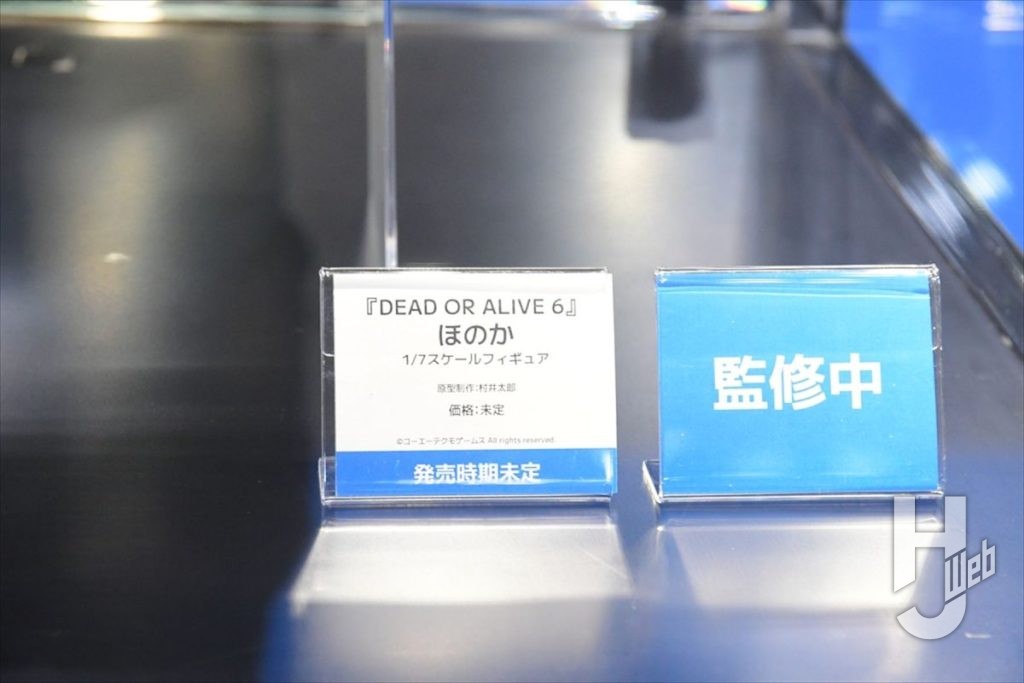 『DEAD OR ALIVE 6』
ほのか
1/7スケールフィギュア
原型制作:村井太郎
価格:未定
©コーエーテクモゲームス All rights reserved.
発売時期未定
監修中
HJ Web